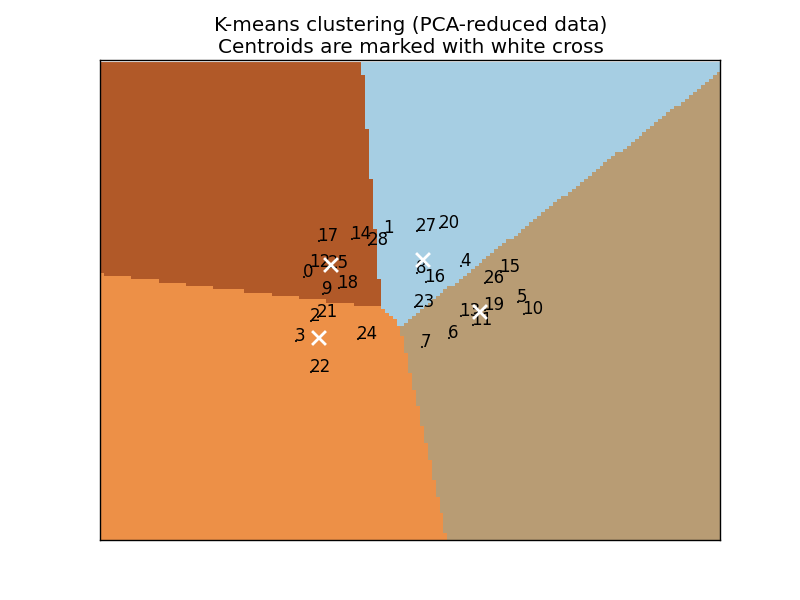 K-means clustering (PCA-reduced data)
Centroids are marked with white cross
27 20
1
17 14 28
12 25 8 4
0 16 26 15
9 18
23 13 19 5
2 21 11 10
3 24 7 6
22